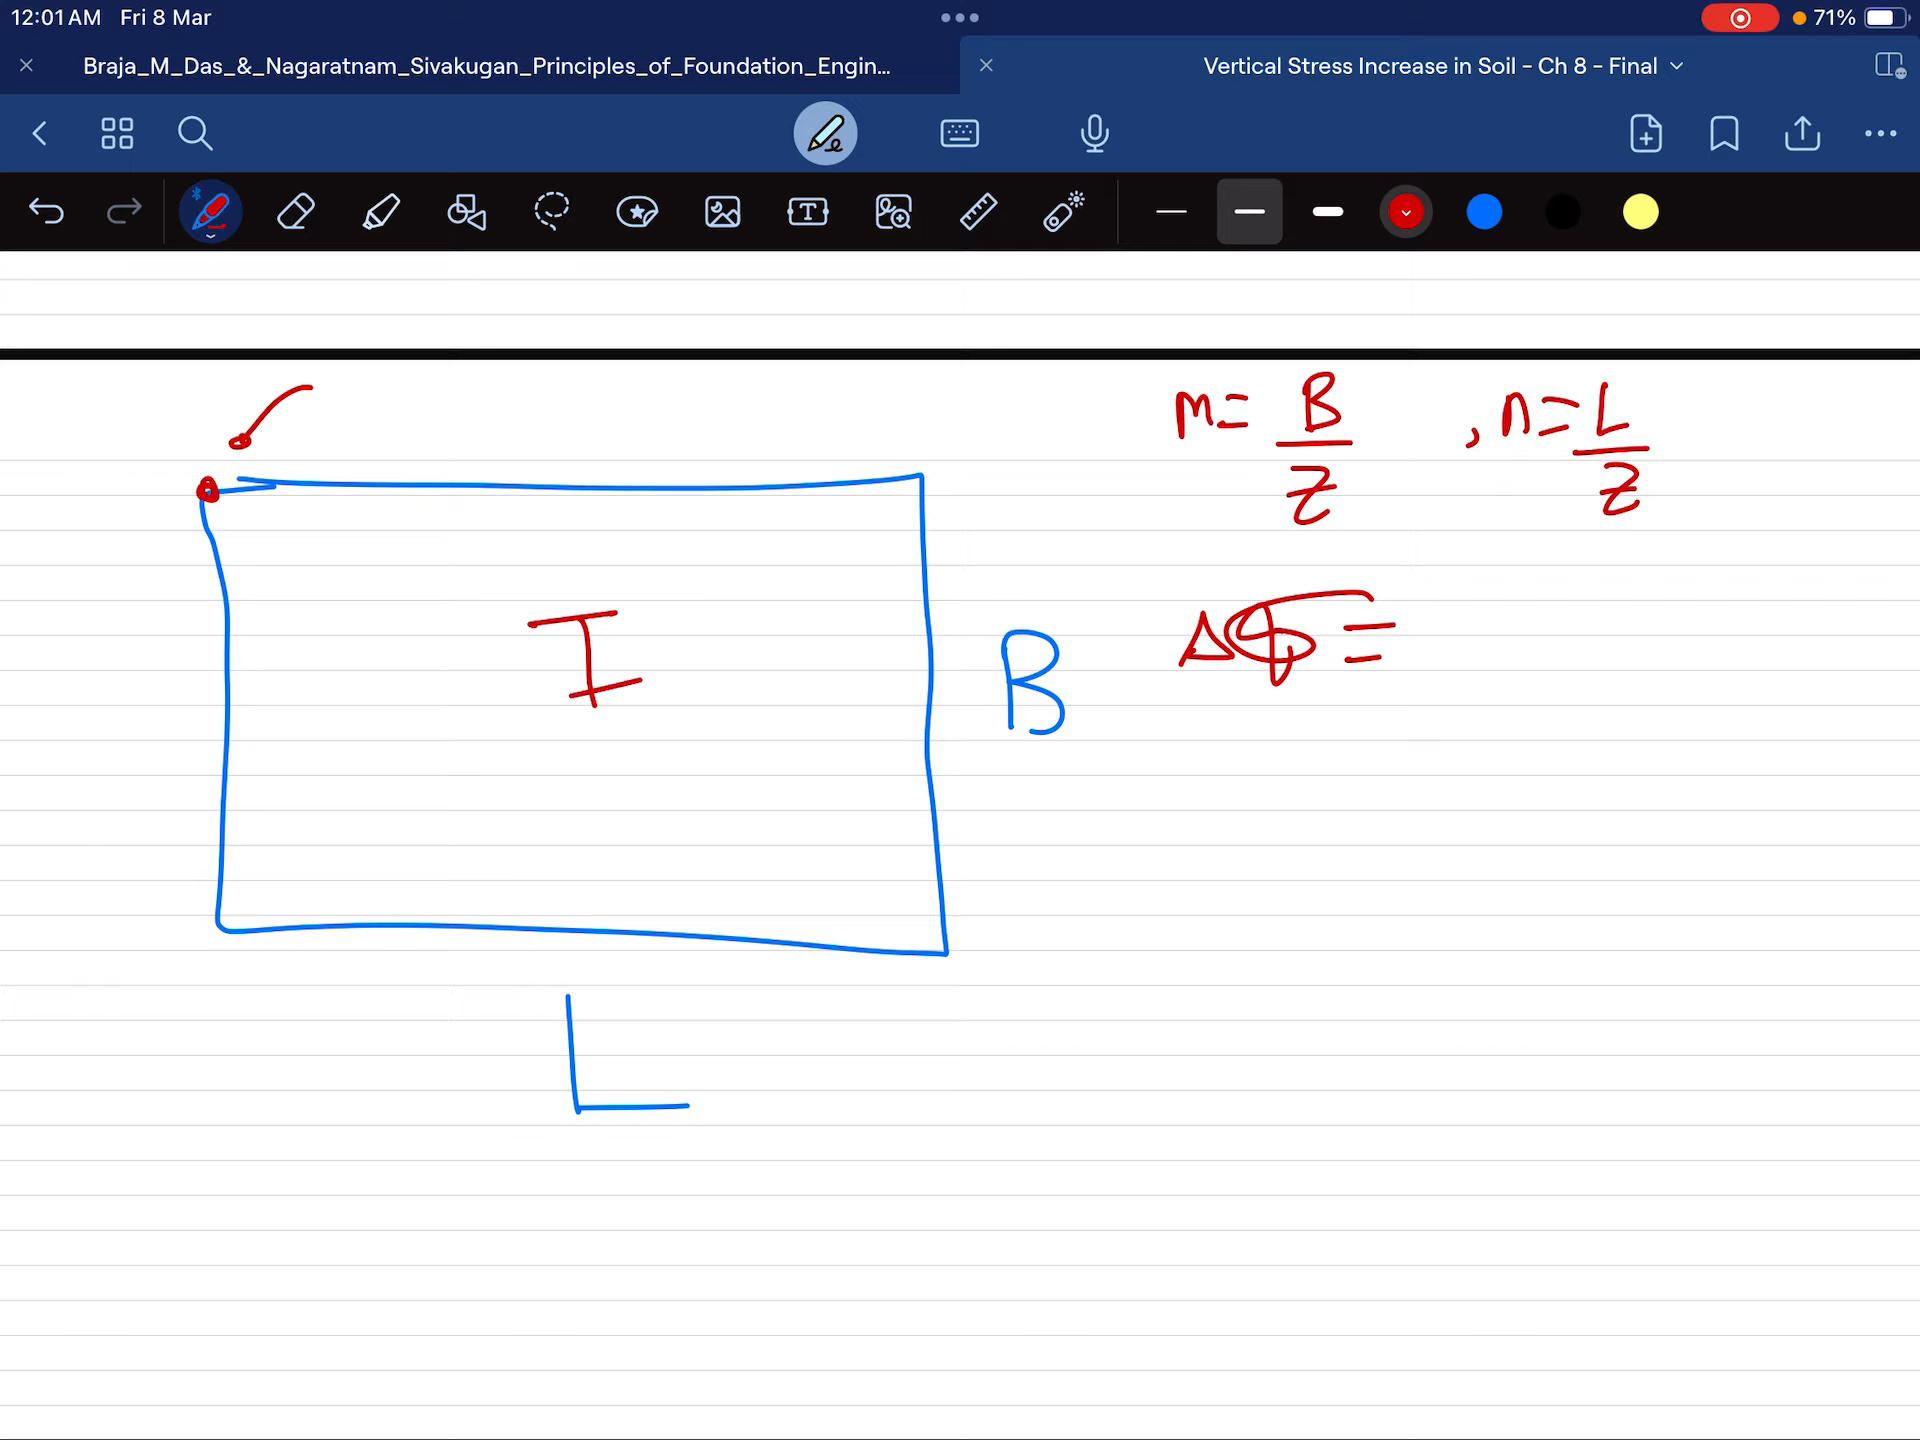 12:01 AM Fri 8 Mar
71%
Braja_M_Das_&_Nagaratnam_Sivakugan_Principles_of_Foundation_Engin...
Vertical Stress Increase in Soil - Ch 8 - Final
m = B/z , n = L/z
I
B
Δσ =
L